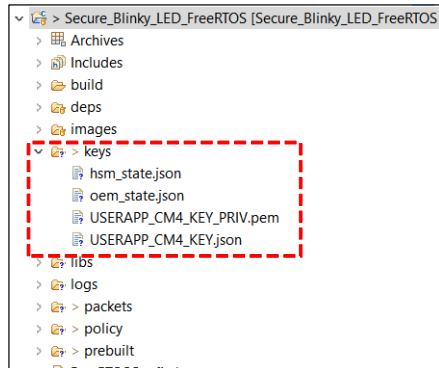 > Secure_Blinky_LED_FreeRTOS [Secure_Blinky_LED_FreeRTOS
> Archives
> Includes
> build
> deps
> images
> keys
hsm_state.json
oem_state.json
USERAPP_CM4_KEY_PRIV.pem
USERAPP_CM4_KEY.json
> libs
> logs
> > packets
> > policy
> > prebuilt